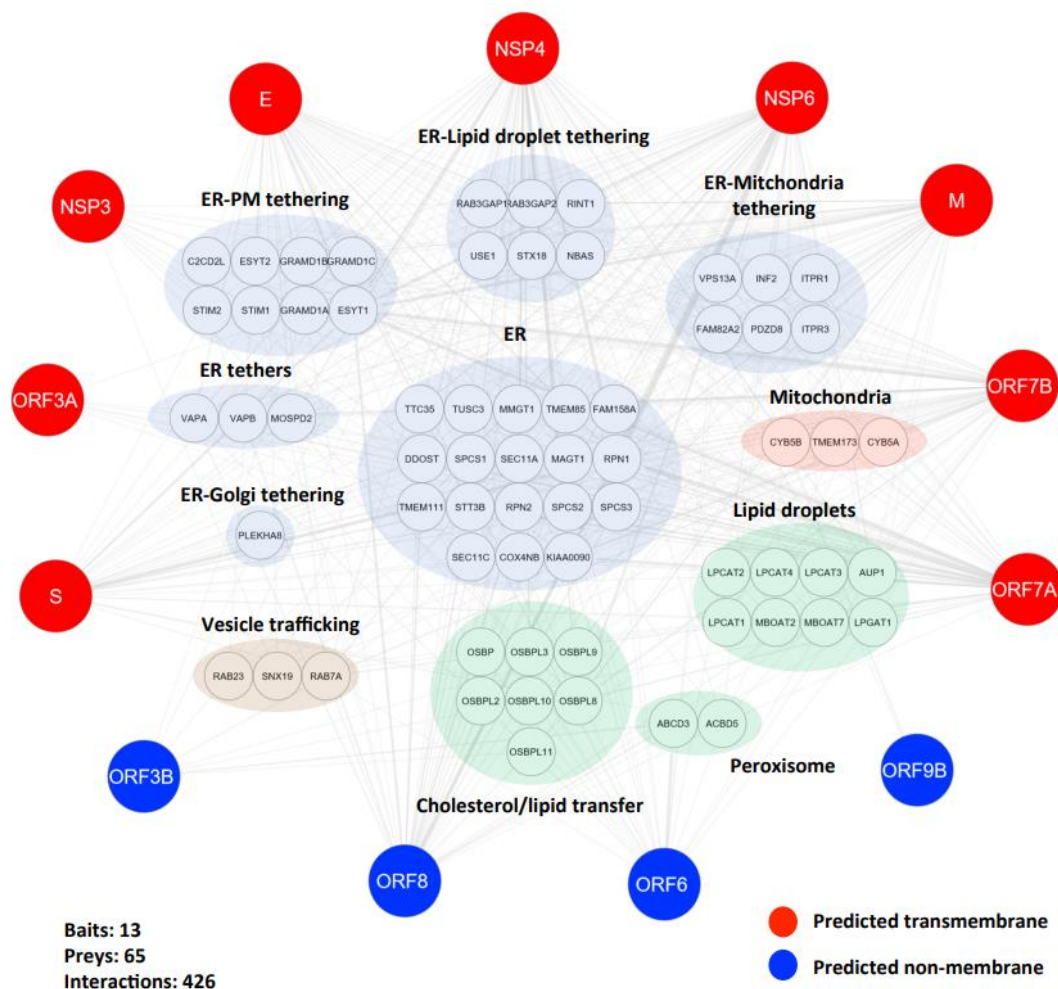 NSP4
E
NSP6
ER-Lipid droplet tethering
NSP3
ER-PM tethering
ER-Mitchondria
tethering
M
RAB3GAP1 RAB3GAP2 RINT1
USE1 STX18 NBAS
C2CD2L ESYT2 GRAMD1B GRAMD1C
STIM2 STIM1 GRAMD1A ESYT1
VPS13A INF2 ITPR1
FAM82A2 PDZD8 ITPR3
ER
ORF3A
ER tethers
VAPA VAPB MOSPD2
ORF7B
Mitochondria
CYB5B TMEM173 CYB5A
TTC35 TUSC3 MMGT1 TMEM85 FAM158A
DDOST SPCS1 SEC11A MAGT1 RPN1
TMEM111 STT3B RPN2 SPCS2 SPCS3
SEC11C COX4NB KIAA0090
ER-Golgi tethering
PLEKHA8
Lipid droplets
LPCAT2 LPCAT4 LPCAT3 AUP1
LPCAT1 MBOAT2 MBOAT7 LPGAT1
S
ORF7A
Vesicle trafficking
RAB23 SNX19 RAB7A
OSBP OSBPL3 OSBPL9
OSBPL2 OSBPL10 OSBPL8
OSBPL11
ABCD3 ACBD5
Peroxisome
ORF3B
ORF9B
Cholesterol/lipid transfer
ORF8
ORF6
Baits: 13
Preys: 65
Interactions: 426
Predicted transmembrane
Predicted non-membrane